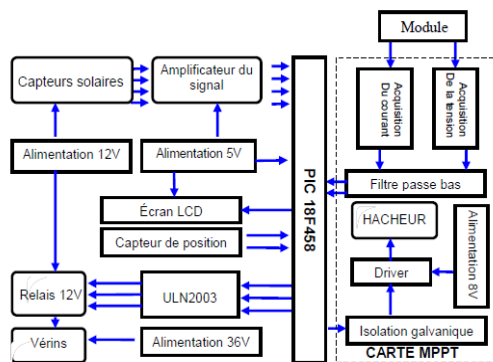 Module
Capteurs solaires
Amplificateur du
signal
Acquisition
Du courant
Acquisition
De la tension
Alimentation 12V
Alimentation 5V
PIC 18F458
Filtre passe bas
Écran LCD
HACHEUR
Alimentation 8V
Capteur de position
Relais 12V
ULN2003
Driver
Vérins
Alimentation 36V
Isolation galvanique
CARTE MPPT